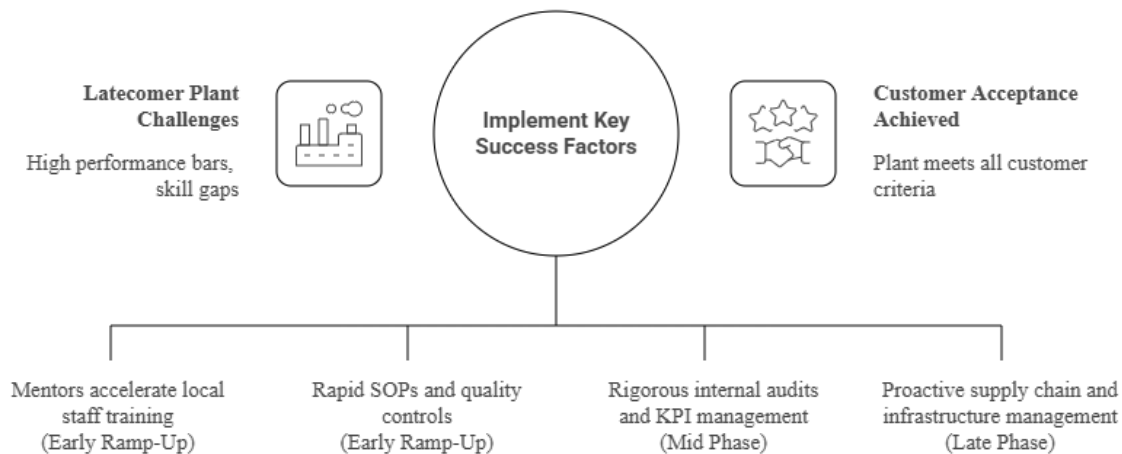 Latecomer Plant
Challenges
High performance bars,
skill gaps
Implement Key
Success Factors
Customer Acceptance
Achieved
Plant meets all customer
criteria
Mentors accelerate local
staff training
(Early Ramp-Up)
Rapid SOPs and quality
controls
(Early Ramp-Up)
Rigorous internal audits
and KPI management
(Mid Phase)
Proactive supply chain and
infrastructure management
(Late Phase)